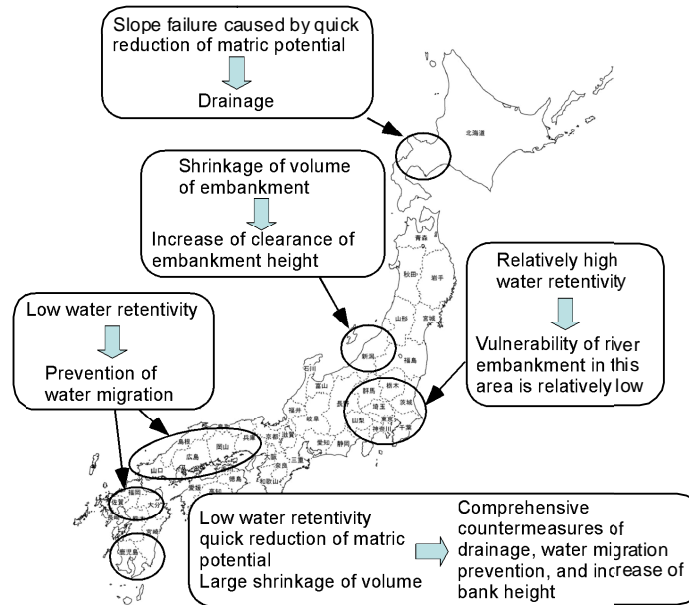 Slope failure caused by quick
reduction of matric potential
Drainage
Shrinkage of volume
of embankment
Increase of clearance of
embankment height
Relatively high
water retentivity
Vulnerability of river
embankment in this
area is relatively low
Low water retentivity
Prevention of
water migration
Low water retentivity
quick reduction of matric
potential
Large shrinkage of volume
Comprehensive
countermeasures of
drainage, water migration
prevention, and increase of
bank height
北海道
青森
秋田
岩手
山形
宮城
新潟
福島
石川
富山
群馬
栃木
茨城
長野
埼玉
福井
岐阜
山梨
東京
神奈川
千葉
愛知
静岡
島根
岡山
兵庫
京都
滋賀
広島
大阪
三重
奈良
山口
和歌山
徳島
愛媛
福岡
佐賀
大分
宮崎
鹿児島